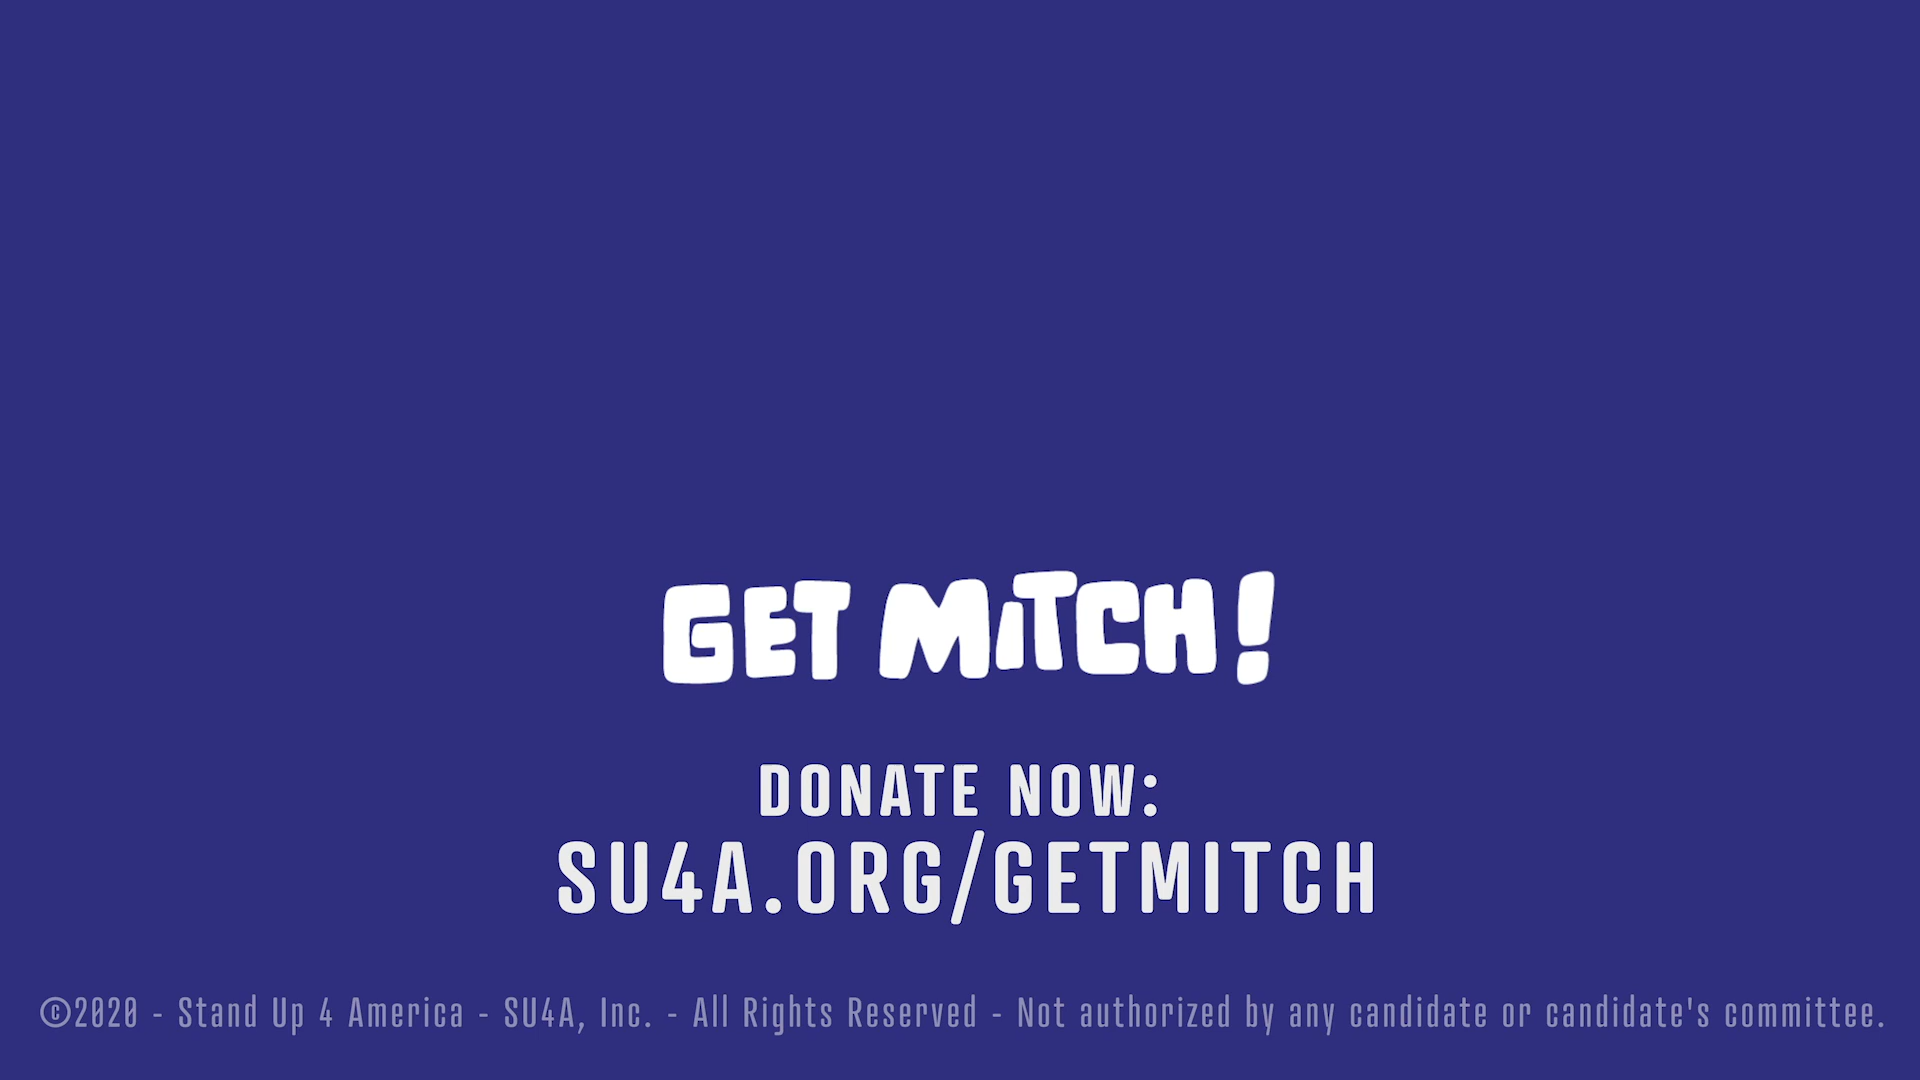 GET MiTCH!
DONATE NOW:
SU4A.ORG/GETMITCH
©2020 - Stand Up 4 America - SU4A, Inc. - All Rights Reserved - Not authorized by any candidate or candidate's committee.